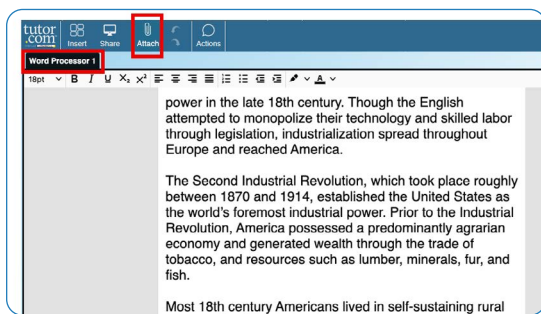 tutor
.com
Insert
Share
Attach
Actions
Word Processor 1
18pt B I U X₂ X² A
power in the late 18th century. Though the English
attempted to monopolize their technology and skilled labor
through legislation, industrialization spread throughout
Europe and reached America.
The Second Industrial Revolution, which took place roughly
between 1870 and 1914, established the United States as
the world's foremost industrial power. Prior to the Industrial
Revolution, America possessed a predominantly agrarian
economy and generated wealth through the trade of
tobacco, and resources such as lumber, minerals, fur, and
fish.
Most 18th century Americans lived in self-sustaining rural